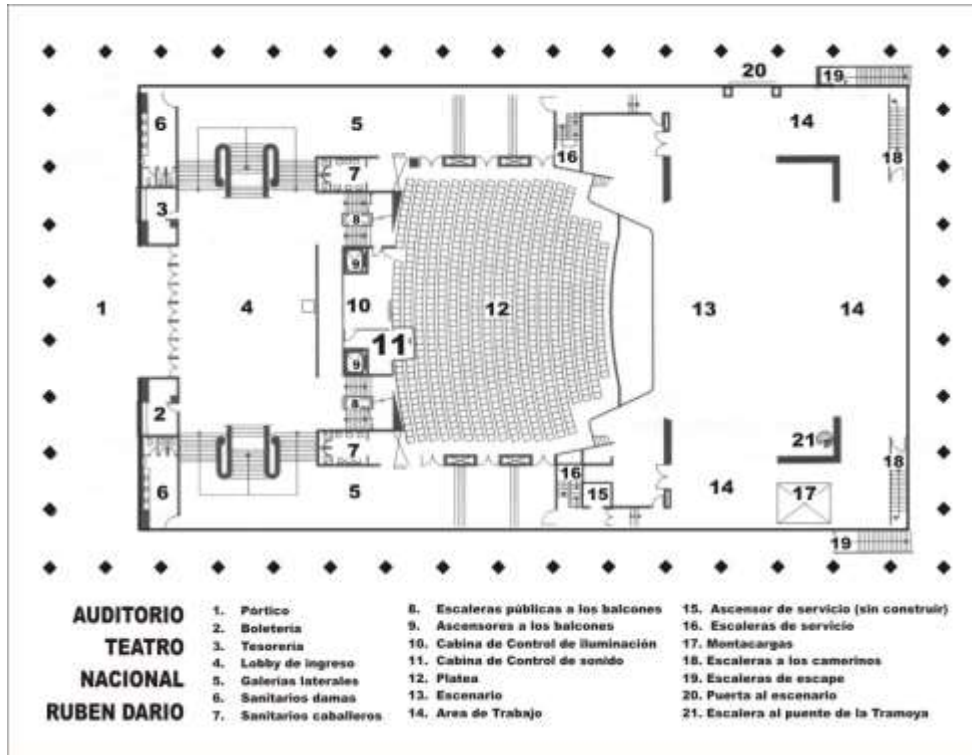 20
19
6
5
14
7
16
18
3
8
9
1
4
10
12
13
14
11
9
8
2
7
21
18
16
6
5
15
14
17
19
AUDITORIO
TEATRO
NACIONAL
RUBEN DARIO
1. Pórtico
2. Boletería
3. Tesorería
4. Lobby de ingreso
5. Galerías laterales
6. Sanitarios damas
7. Sanitarios caballeros
8. Escaleras públicas a los balcones
9. Ascensores a los balcones
10. Cabina de Control de iluminación
11. Cabina de Control de sonido
12. Platea
13. Escenario
14. Area de Trabajo
15. Ascensor de servicio (sin construir)
16. Escaleras de servicio
17. Montacargas
18. Escaleras a los camerinos
19. Escaleras de escape
20. Puerta al escenario
21. Escalera al puente de la Tramoya